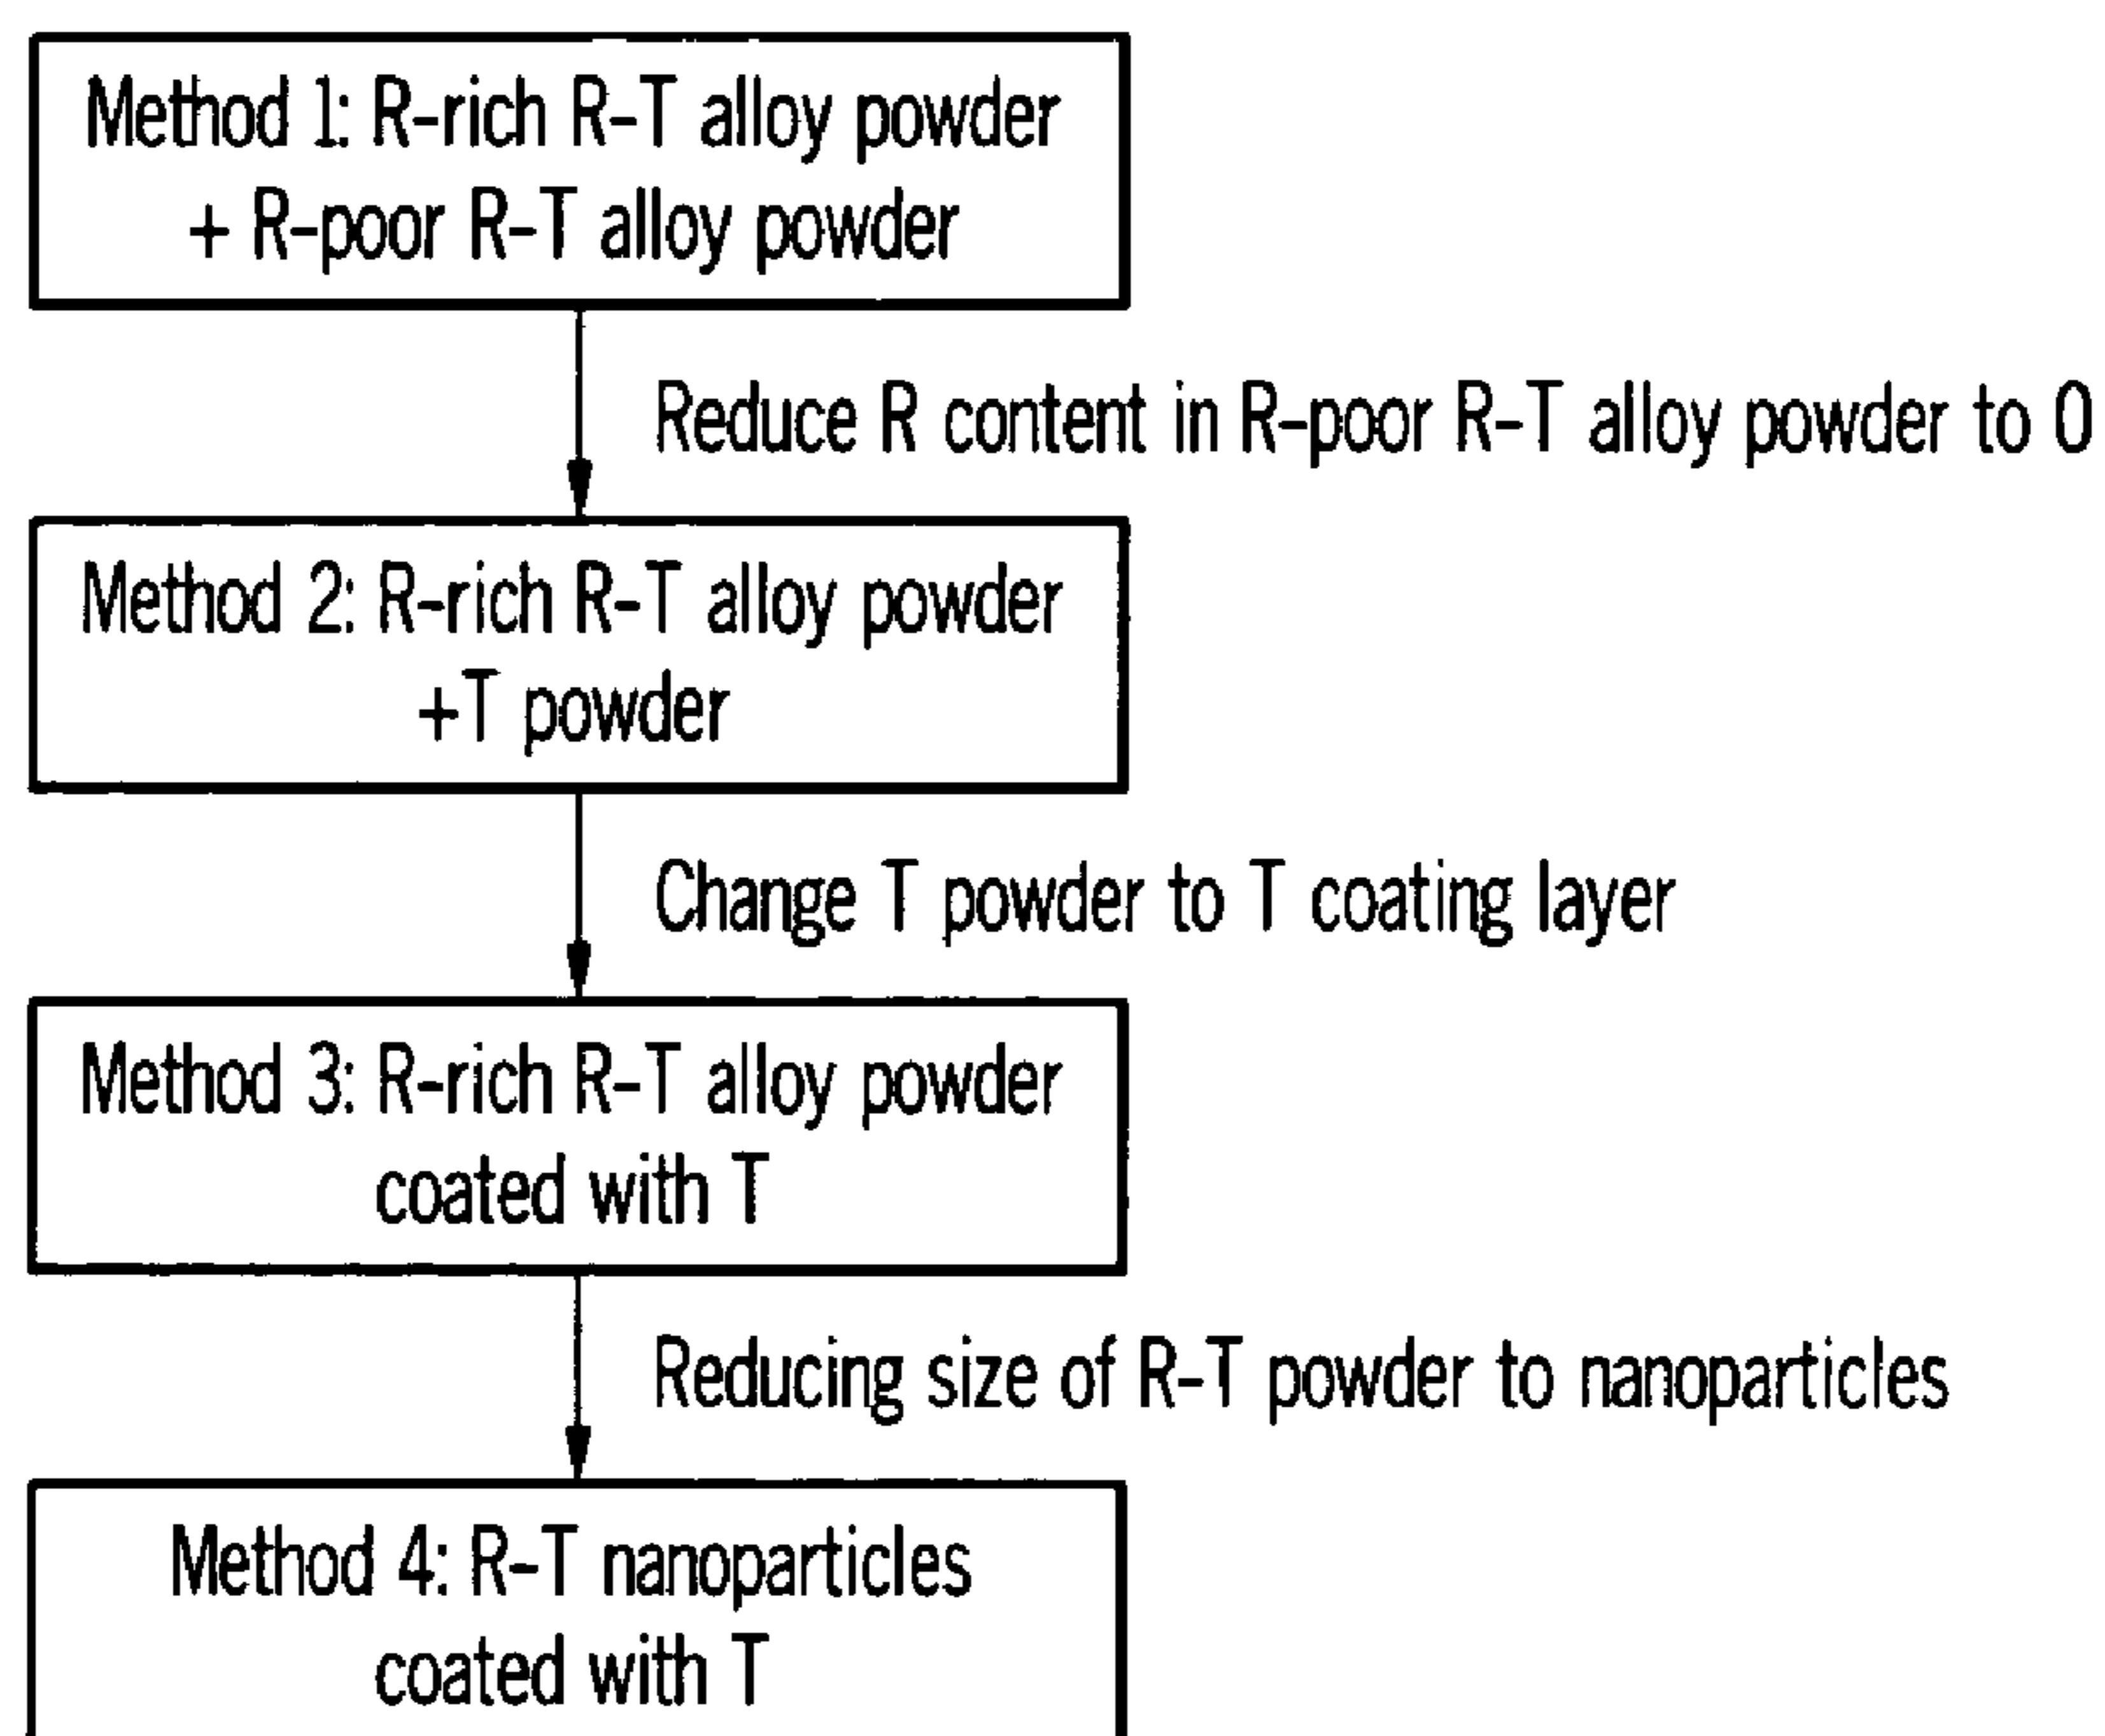 Method 1: R-rich R-T alloy powder
+ R-poor R-T alloy powder
Reduce R content in R-poor R-T alloy powder to 0
Method 2: R-rich R-T alloy powder
+T powder
Change T powder to T coating layer
Method 3: R-rich R-T alloy powder
coated with T
Reducing size of R-T powder to nanoparticles
Method 4: R-T nanoparticles
coated with T